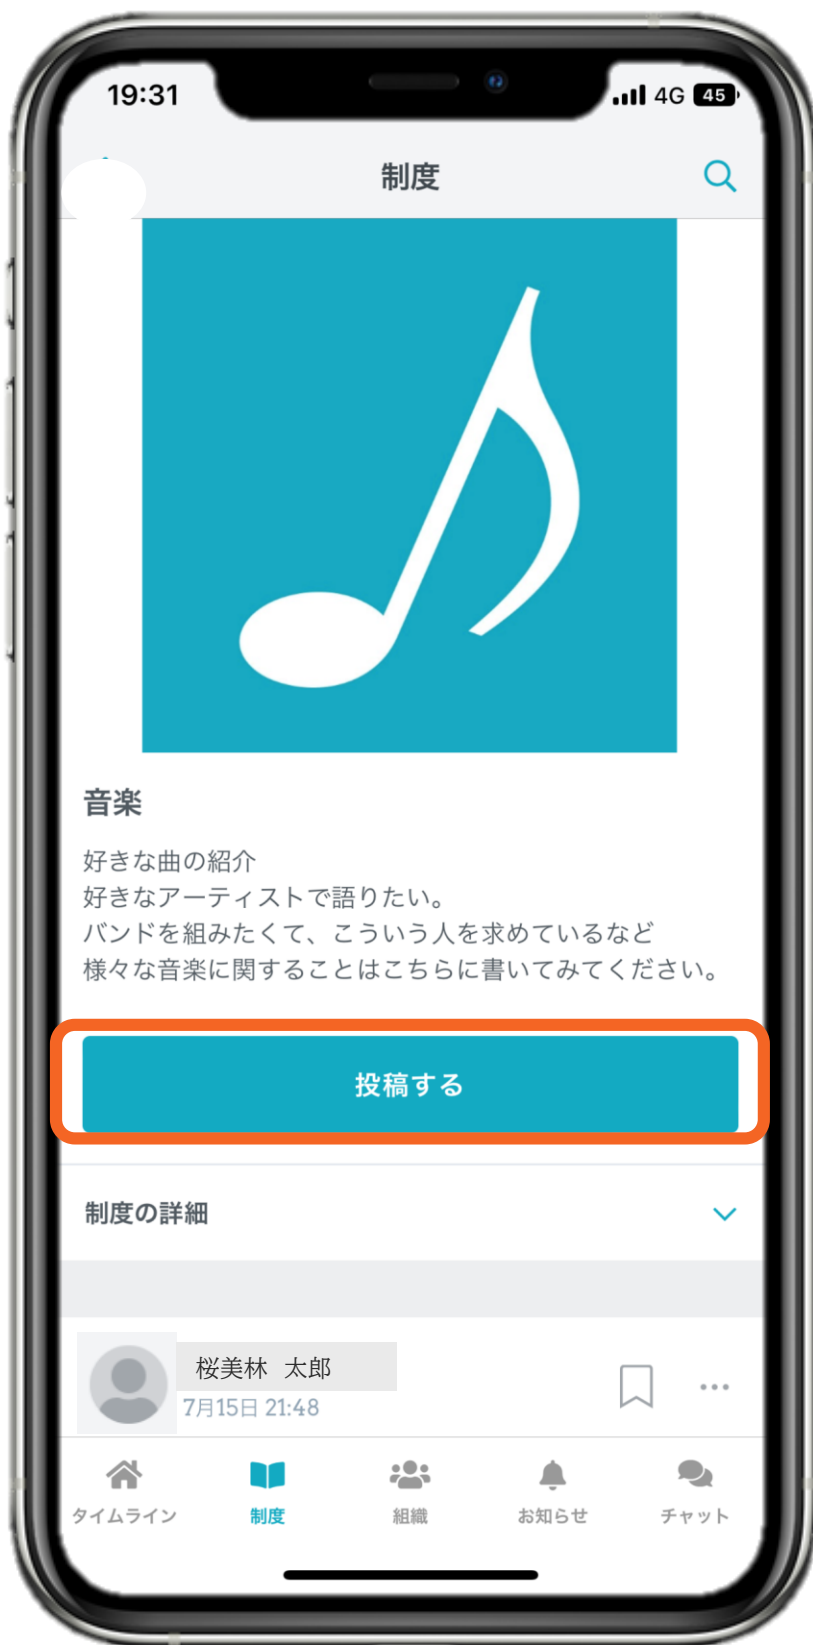 19:31
4G 45
制度
音楽
好きな曲の紹介
好きなアーティストで語りたい。
バンドを組みたくて、こういう人を求めているなど
様々な音楽に関することはこちらに書いてみてください。
投稿する
制度の詳細
桜美林 太郎
7月15日 21:48
タイムライン 制度 組織 お知らせ チャット